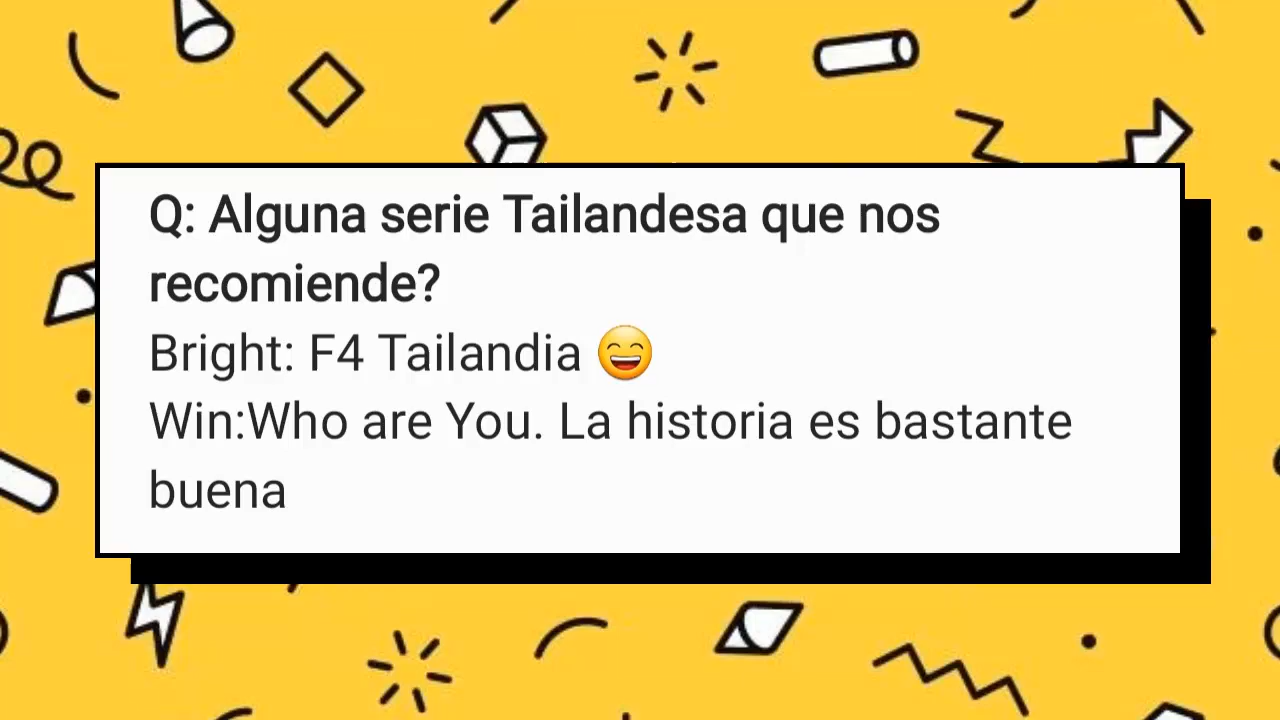 Q: Alguna serie Tailandesa que nos
recomiende?
Bright: F4 Tailandia 😄
Win:Who are You. La historia es bastante
buena